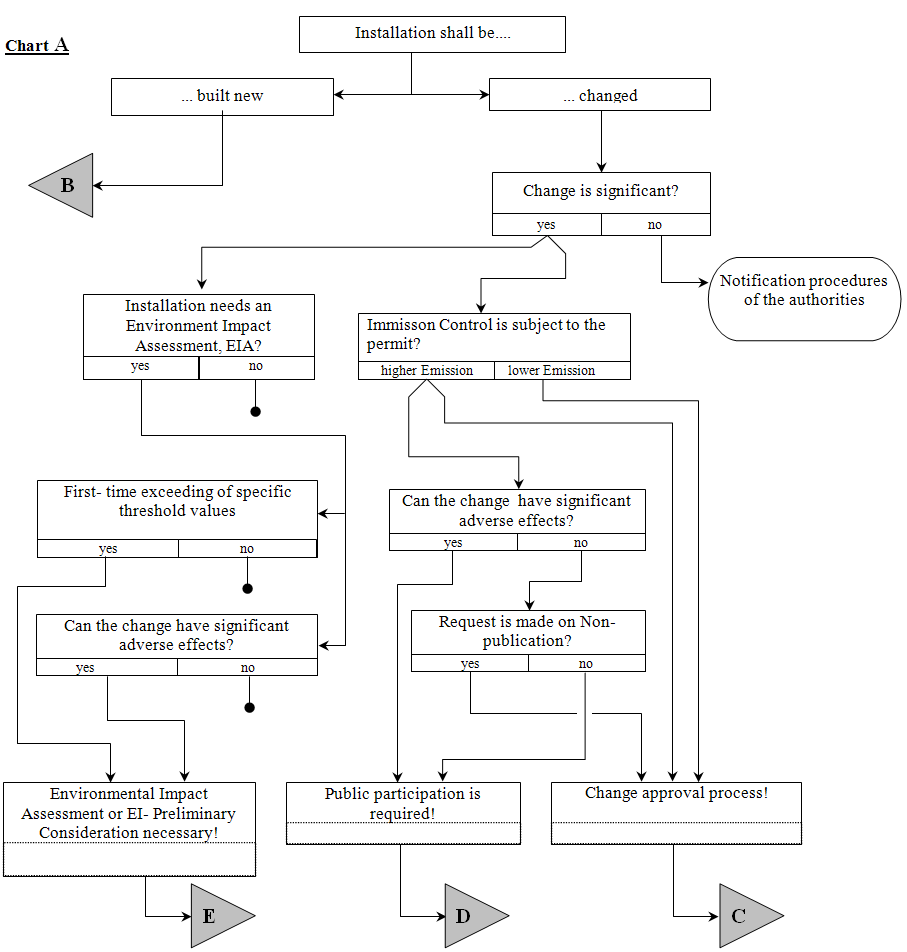 Chart A
Installation shall be....
... built new
... changed
B
Change is significant?
yes no
Notification procedures
of the authorities
Installation needs an
Environment Impact
Assessment, EIA?
yes no
Immisson Control is subject to the
permit?
higher Emission lower Emission
First- time exceeding of specific
threshold values
yes no
Can the change have significant
adverse effects?
yes no
Can the change have significant
adverse effects?
yes no
Request is made on Non-
publication?
yes no
Environmental Impact
Assessment or EI- Preliminary
Consideration necessary!
Public participation is
required!
Change approval process!
E
D
C